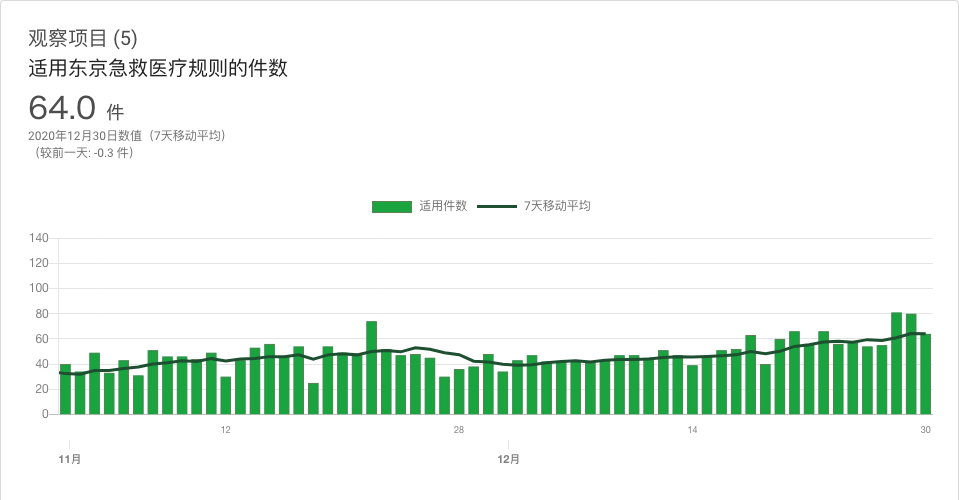 观察项目 (5)
适用东京急救医疗规则的件数
64.0 件
2020年12月30日数值（7天移动平均）
（较前一天: -0.3 件）
适用件数 7天移动平均
140
120
100
80
60
40
20
0
12 28 14 30
11月 12月